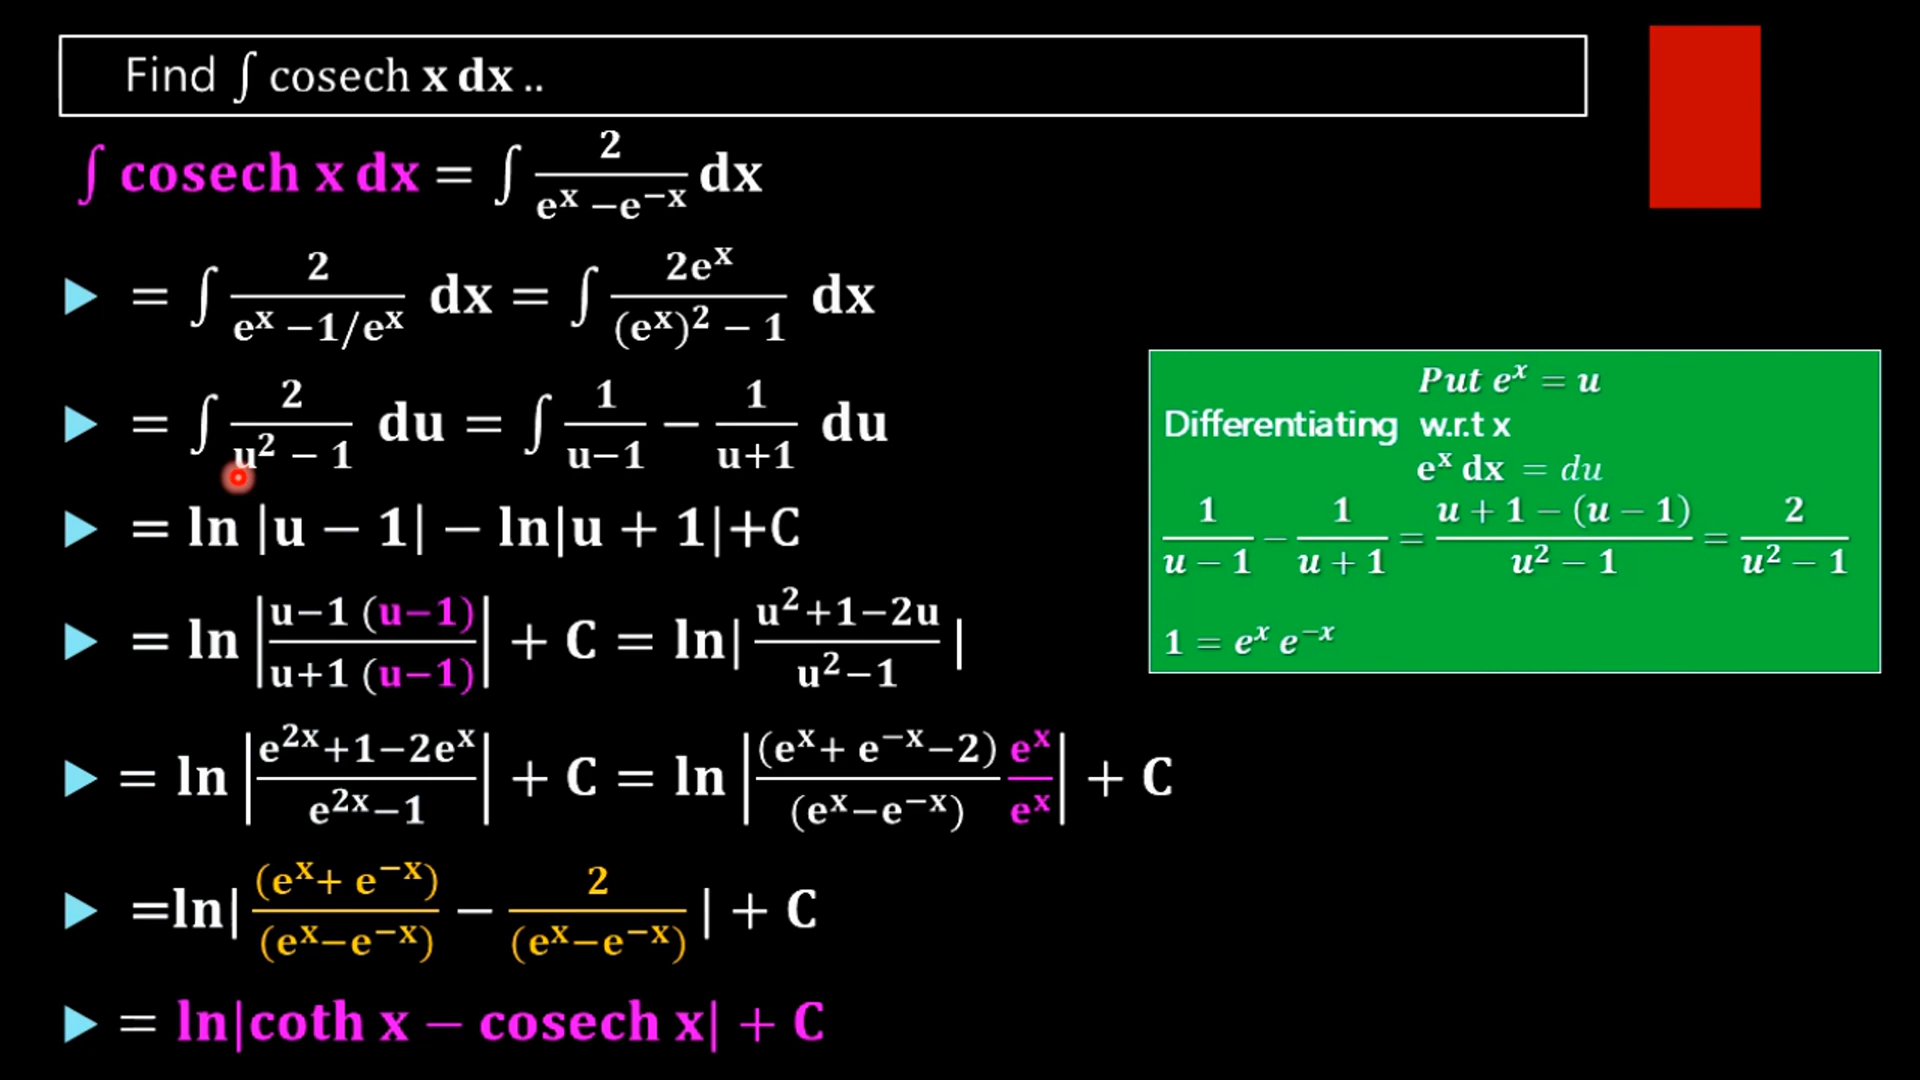 Find ∫ cosech x dx ..
∫ cosech x dx = ∫ 2/(eˣ −e⁻ˣ) dx
▶ = ∫ 2/(eˣ −1/eˣ) dx = ∫ 2eˣ/((eˣ)² − 1) dx
▶ = ∫ 2/(u² − 1) du = ∫ 1/(u−1) − 1/(u+1) du
▶ = ln |u − 1| − ln|u + 1|+C
▶ = ln |u−1 (u−1)/u+1 (u−1)| + C = ln| (u²+1−2u)/(u²−1) |
▶ = ln |(e²ˣ+1−2eˣ)/(e²ˣ−1)| + C = ln |(eˣ+ e⁻ˣ−2)/(eˣ−e⁻ˣ) eˣ/eˣ| + C
▶ =ln| (eˣ+ e⁻ˣ)/(eˣ−e⁻ˣ) − 2/(eˣ−e⁻ˣ) | + C
▶ = ln|coth x − cosech x| + C
Put eˣ = u
Differentiating w.r.t x
eˣ dx = du
1/(u − 1) − 1/(u + 1) = (u + 1 − (u − 1))/(u² − 1) = 2/(u² − 1)
1 = eˣ e⁻ˣ